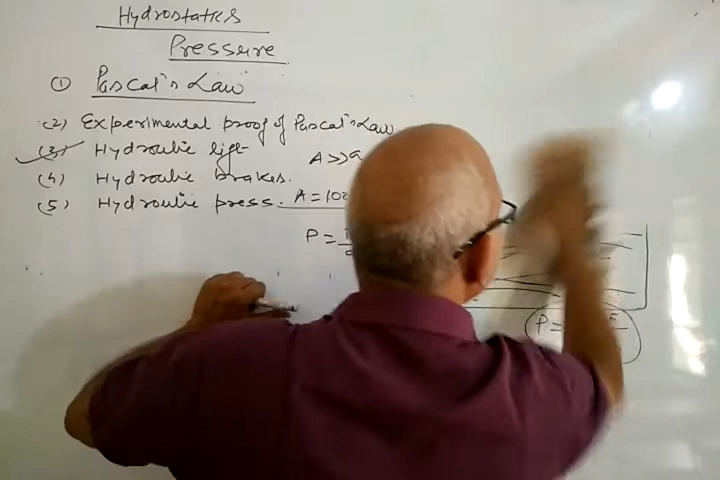 Hydrostatics
Pressure
① Pascal's Law
(2) Experimental proof of Pascal's Law
(3) Hydraulic lift
A >> a
(4) Hydraulic brakes.
(5) Hydraulic press. A = 10
P =
P = F